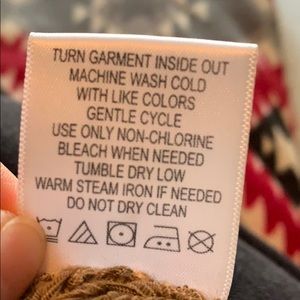 TURN GARMENT INSIDE OUT
MACHINE WASH COLD
WITH LIKE COLORS
GENTLE CYCLE
USE ONLY NON-CHLORINE
BLEACH WHEN NEEDED
TUMBLE DRY LOW
WARM STEAM IRON IF NEEDED
DO NOT DRY CLEAN